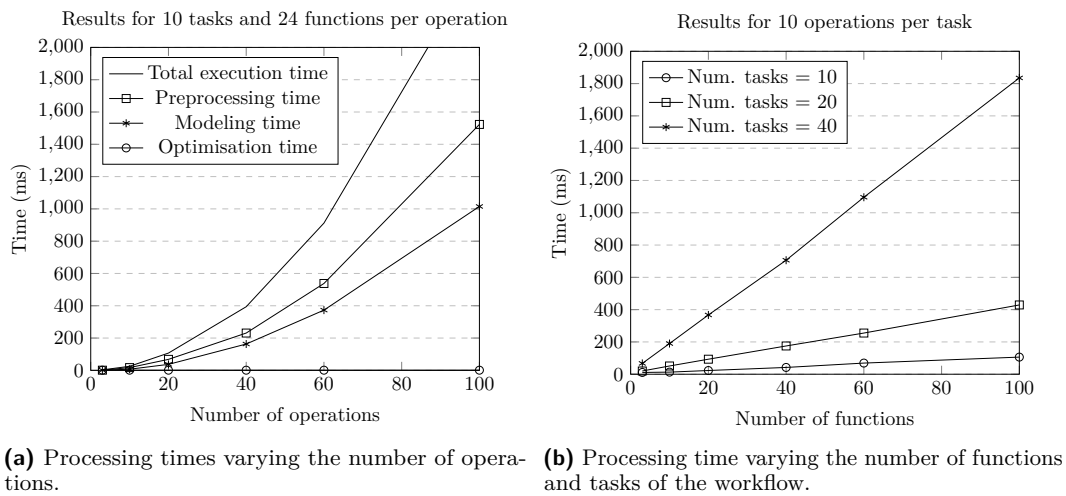 Results for 10 tasks and 24 functions per operation
2,000
1,800
1,600
1,400
1,200
1,000
800
600
400
200
0
Time (ms)
Total execution time
Preprocessing time
Modeling time
Optimisation time
0
20
40
60
80
100
Number of operations
(a) Processing times varying the number of opera-
tions.
Results for 10 operations per task
2,000
1,800
1,600
1,400
1,200
1,000
800
600
400
200
0
Time (ms)
Num. tasks = 10
Num. tasks = 20
Num. tasks = 40
0
20
40
60
80
100
Number of functions
(b) Processing time varying the number of functions
and tasks of the workflow.